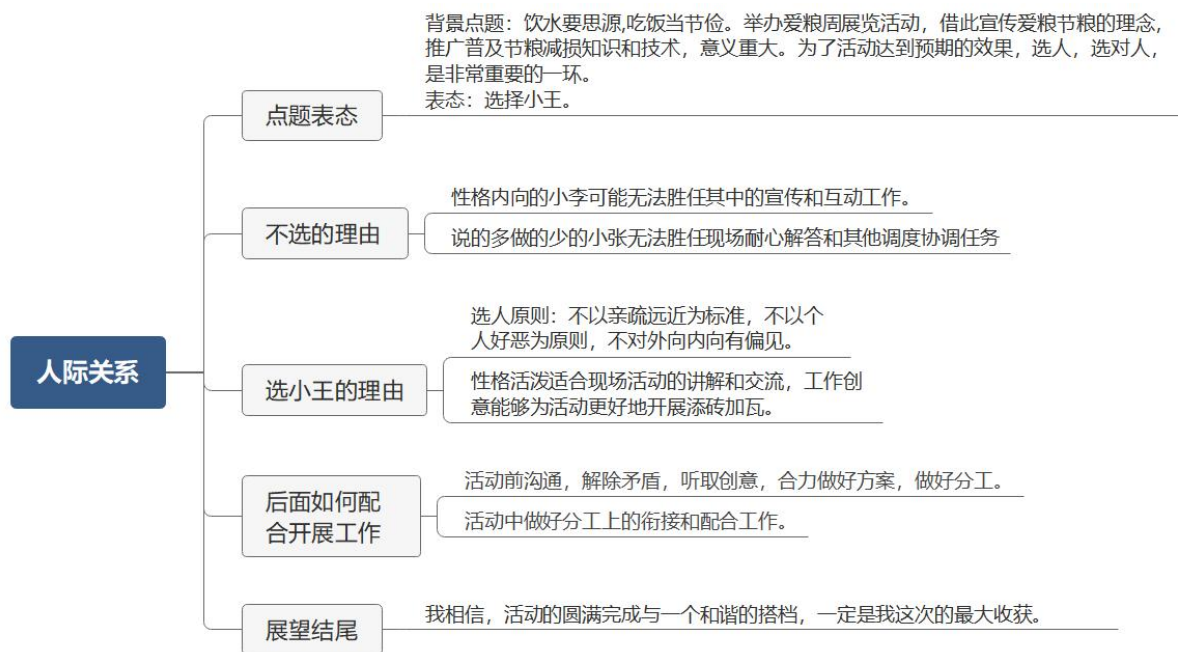 背景点题：饮水要思源,吃饭当节俭。举办爱粮周展览活动，借此宣传爱粮节粮的理念，
推广普及节粮减损知识和技术，意义重大。为了活动达到预期的效果，选人，选对人，
是非常重要的一环。
表态：选择小王。
点题表态
性格内向的小李可能无法胜任其中的宣传和互动工作。
不选的理由
说的多做的少的小张无法胜任现场耐心解答和其他调度协调任务
人际关系
选人原则：不以亲疏远近为标准，不以个
人好恶为原则，不对外向内向有偏见。
选小王的理由
性格活泼适合现场活动的讲解和交流，工作创
意能够为活动更好地开展添砖加瓦。
后面如何配
合开展工作
活动前沟通，解除矛盾，听取创意，合力做好方案，做好分工。
活动中做好分工上的衔接和配合工作。
展望结尾
我相信，活动的圆满完成与一个和谐的搭档，一定是我这次的最大收获。